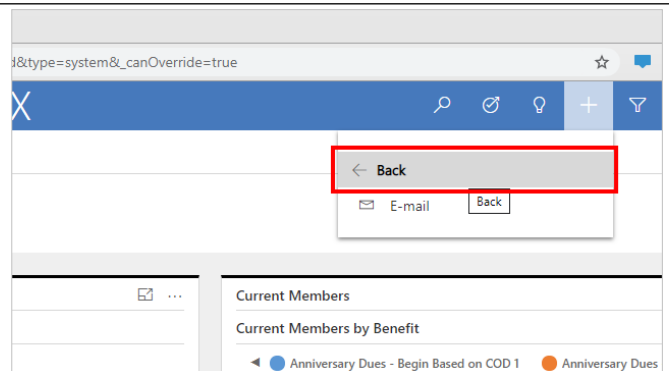 d&type=system&_canOverride=true
X
Back
E-mail
Back
...
Current Members
Current Members by Benefit
Anniversary Dues - Begin Based on COD 1
Anniversary Dues